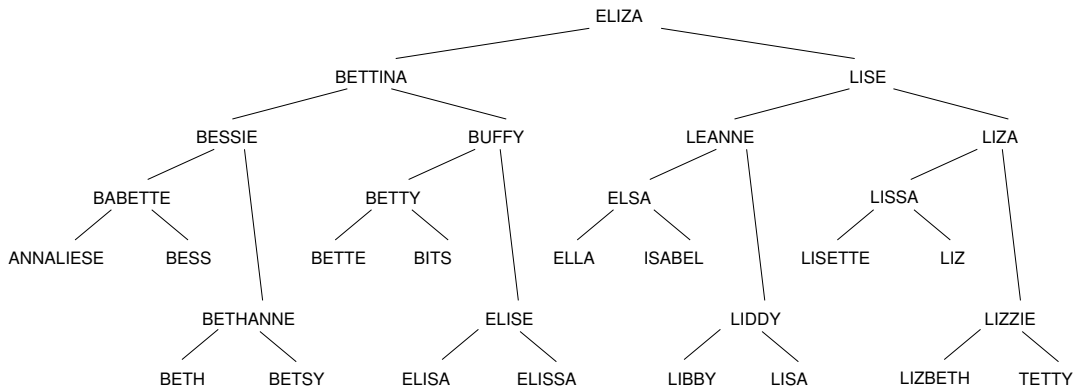 ELIZA
BETTINA LISE
BESSIE BUFFY LEANNE LIZA
BABETTE BETTY ELSA LISSA
ANNALIESE BESS BETTE BITS ELLA ISABEL LISETTE LIZ
BETHANNE ELISE LIDDY LIZZIE
BETH BETSY ELISA ELISSA LIBBY LISA LIZBETH TETTY